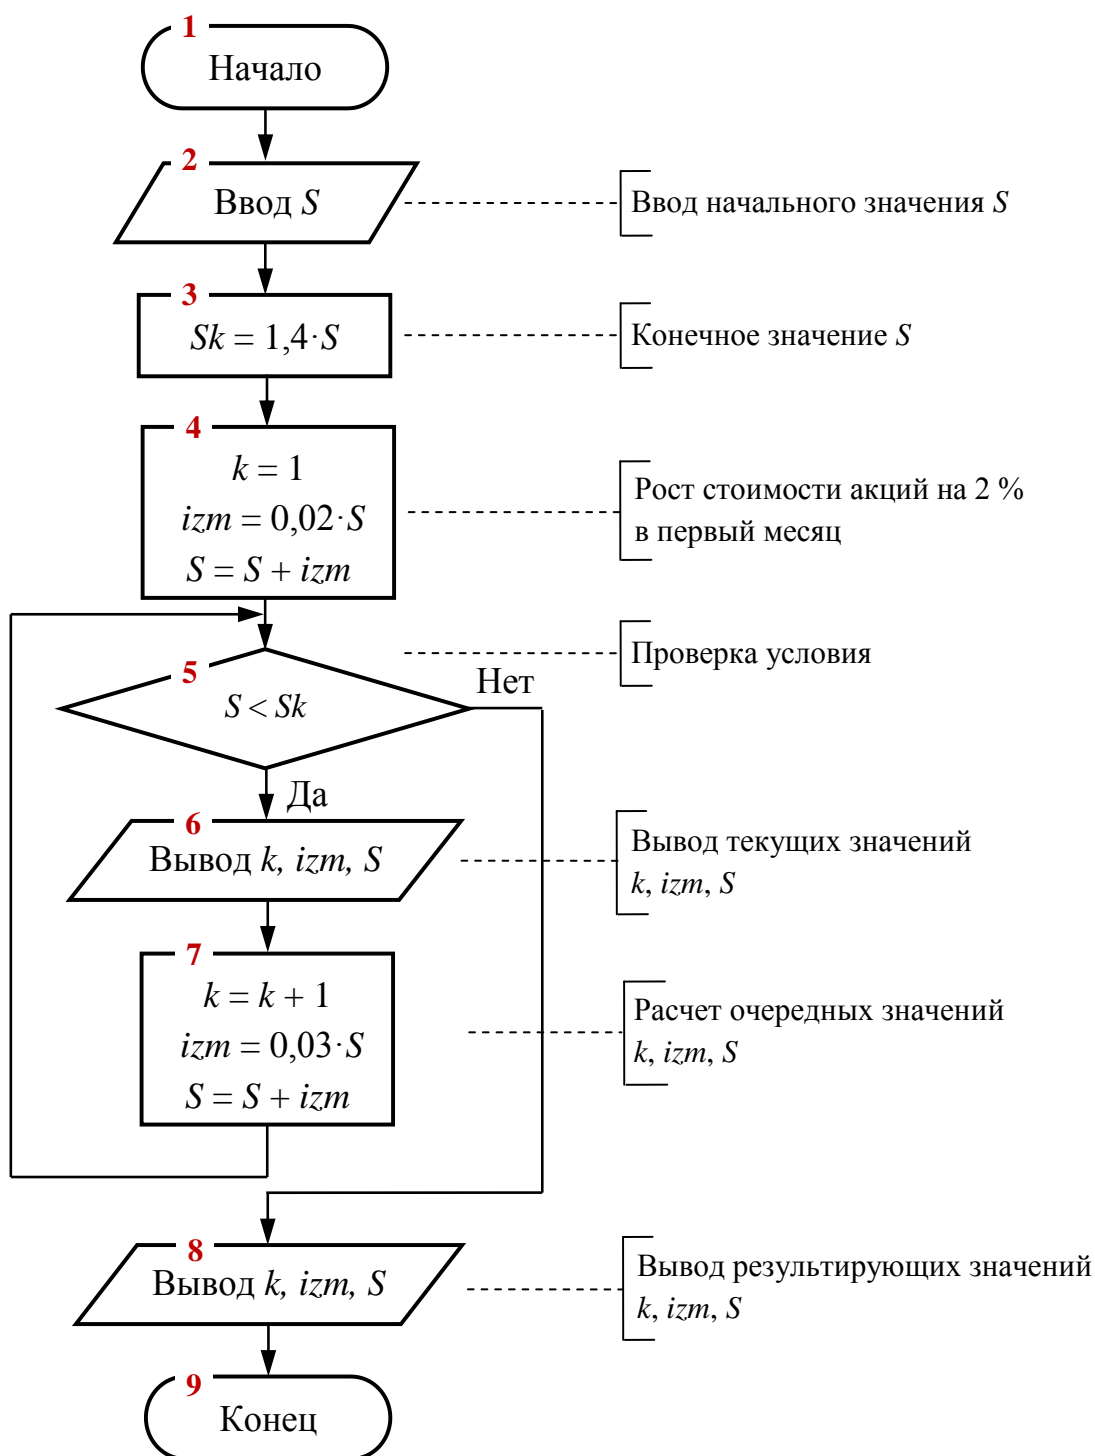 1
Начало
2
Ввод S
Ввод начального значения S
3
Sk = 1,4·S
Конечное значение S
4
k = 1
izm = 0,02·S
S = S + izm
Рост стоимости акций на 2 %
в первый месяц
5
S < Sk
Нет
Проверка условия
Да
6
Вывод k, izm, S
Вывод текущих значений
k, izm, S
7
k = k + 1
izm = 0,03·S
S = S + izm
Расчет очередных значений
k, izm, S
8
Вывод k, izm, S
Вывод результирующих значений
k, izm, S
9
Конец